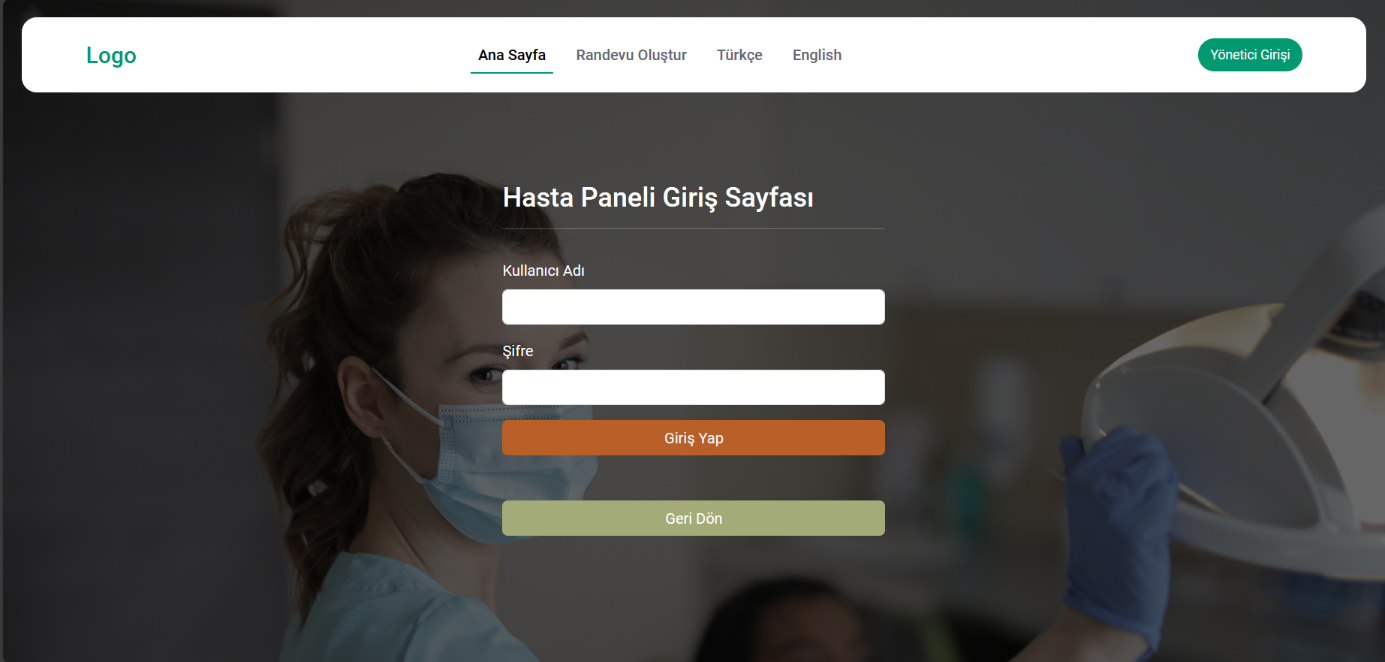 Logo
Ana Sayfa
Randevu Oluştur
Türkçe
English
Yönetici Girişi
Hasta Paneli Giriş Sayfası
Kullanıcı Adı
Şifre
Giriş Yap
Geri Dön